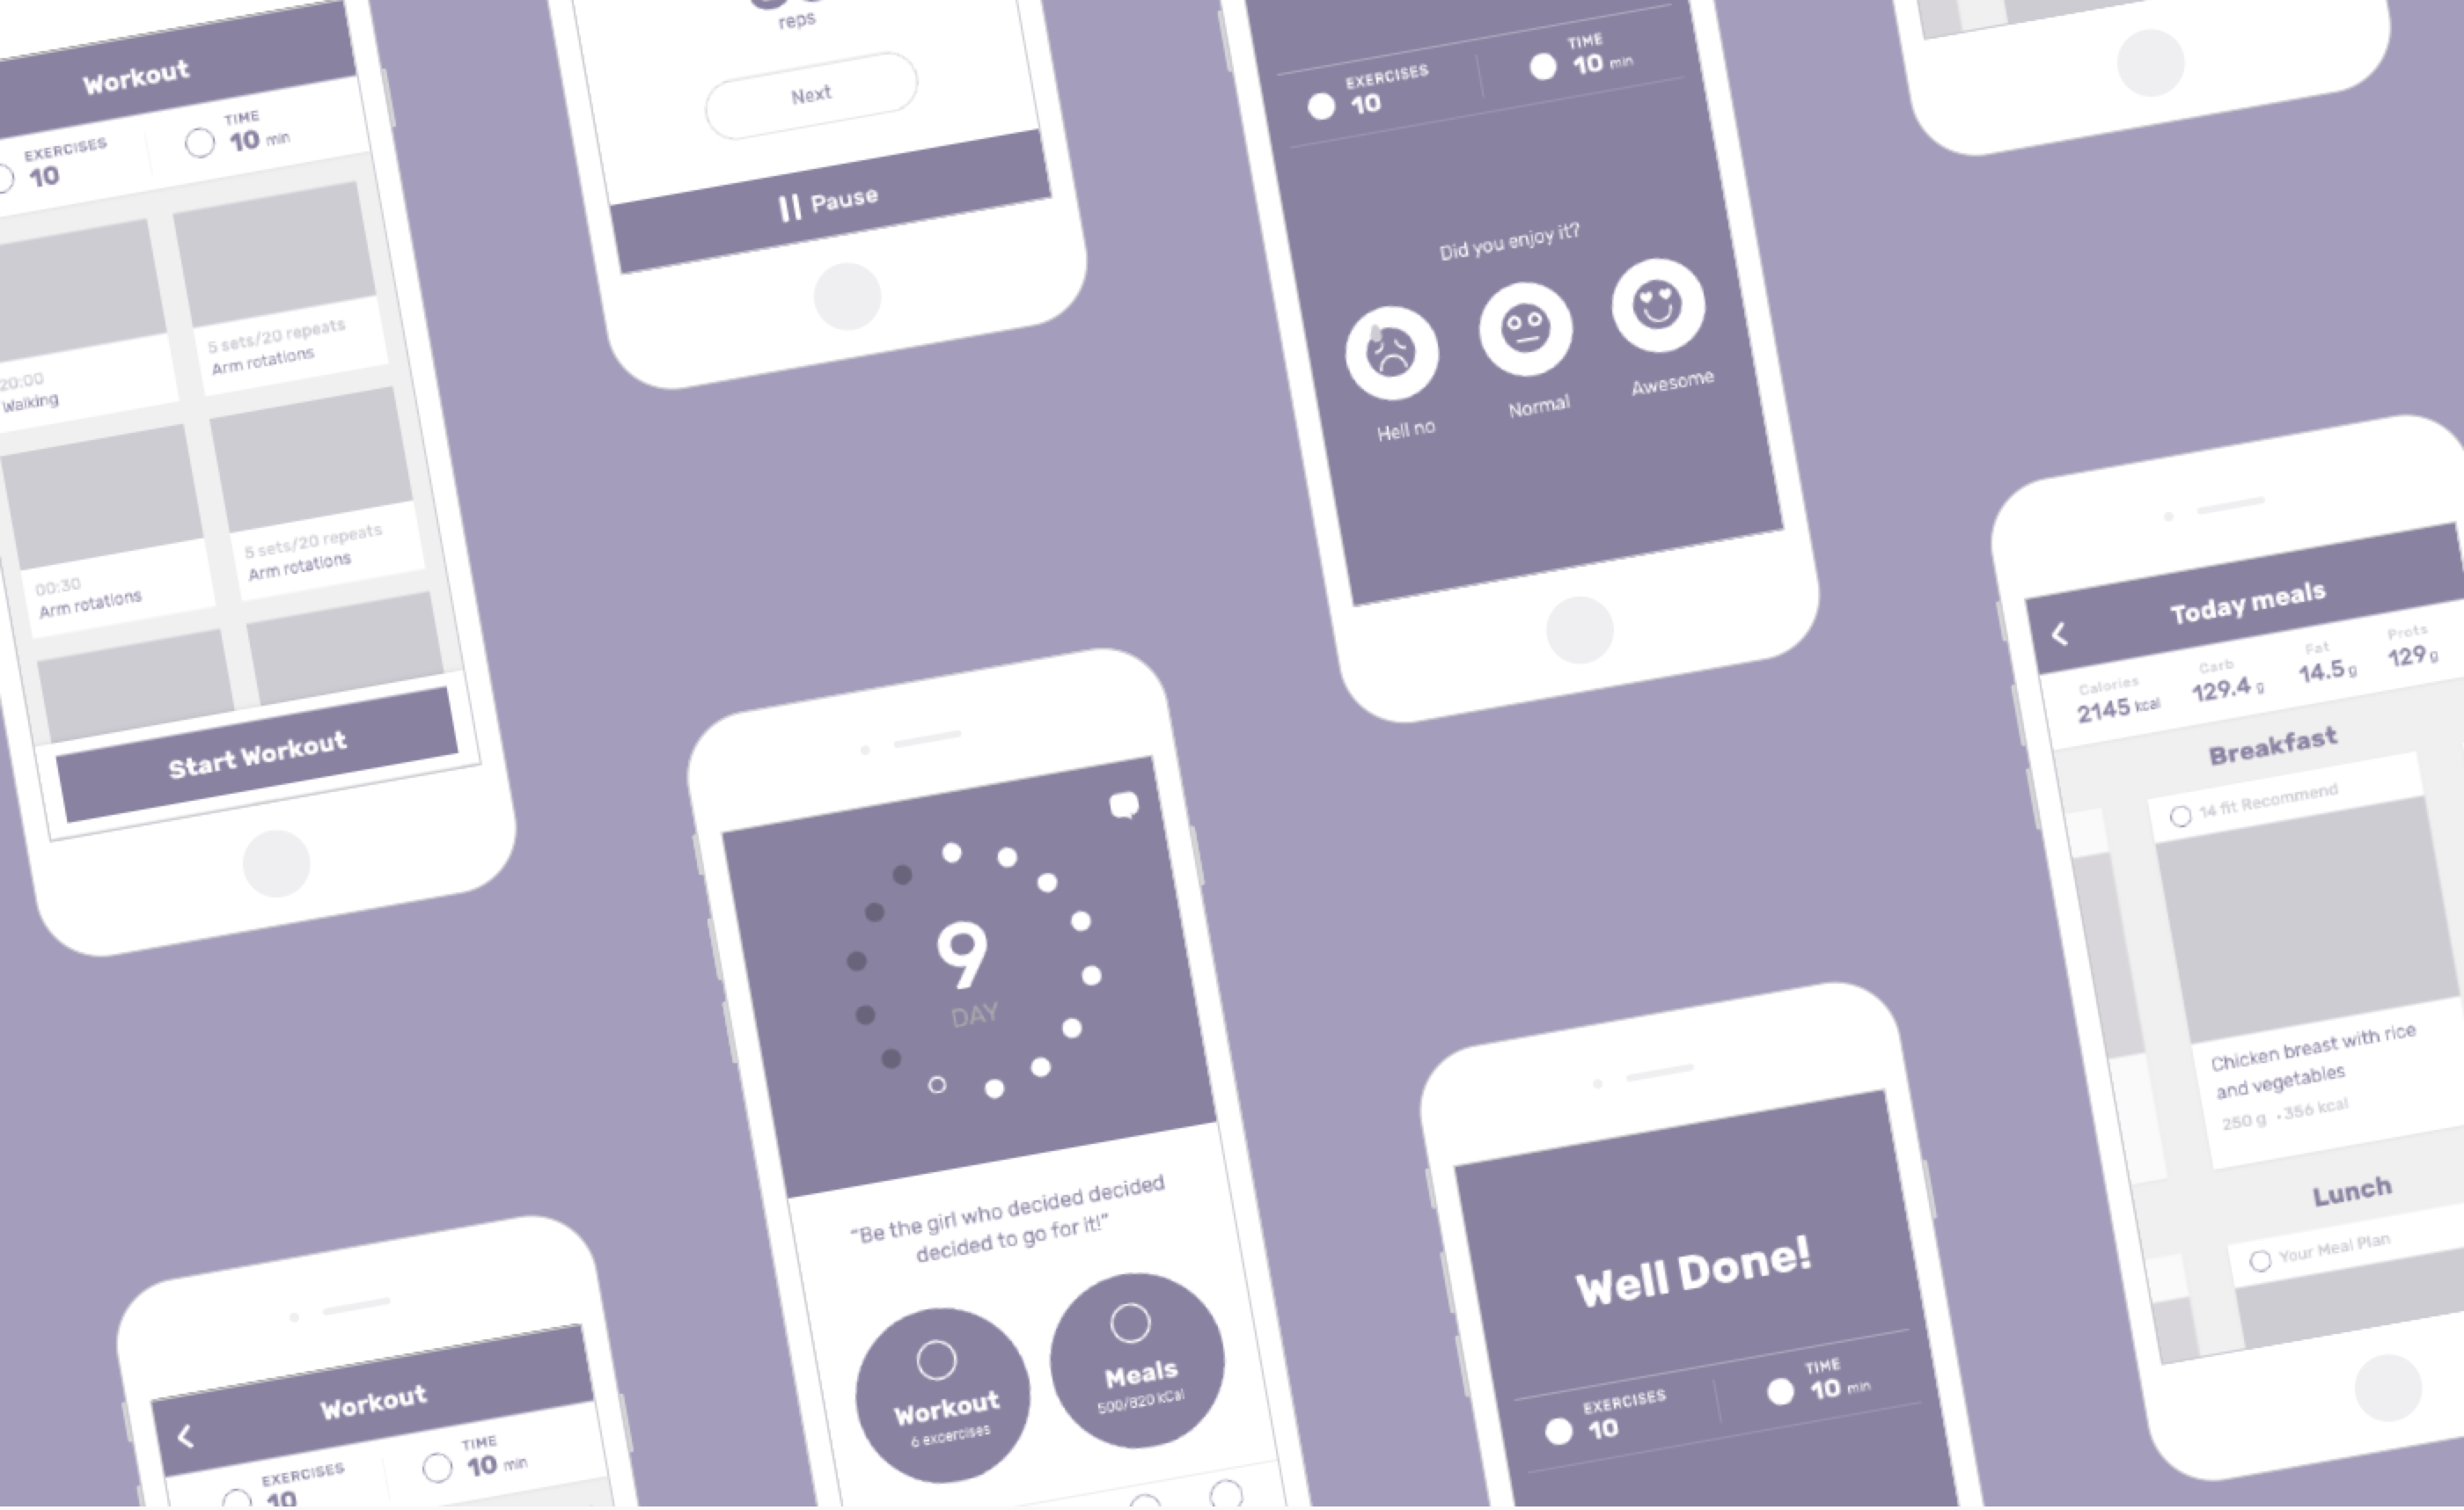 Workout
EXERCISES
10
TIME
10 min
20:00
Walking
5 sets/20 repeats
Arm rotations
00:30
Arm rotations
5 sets/20 repeats
Arm rotations
Start Workout
reps
Next
Pause
EXERCISES
10
TIME
10 min
Did you enjoy it?
Hell no
Normal
Awesome
Today meals
Calories
2145 kcal
Carb
129.4 g
Fat
14.5 g
Prots
129 g
Breakfast
14 fit Recommend
Chicken breast with rice
and vegetables
250 g · 356 kcal
Lunch
Your Meal Plan
9
DAY
"Be the girl who decided decided
decided to go for it!"
Workout
6 excercises
Meals
500/820 kCal
Well Done!
EXERCISES
10
TIME
10 min
Workout
EXERCISES
10
TIME
10 min